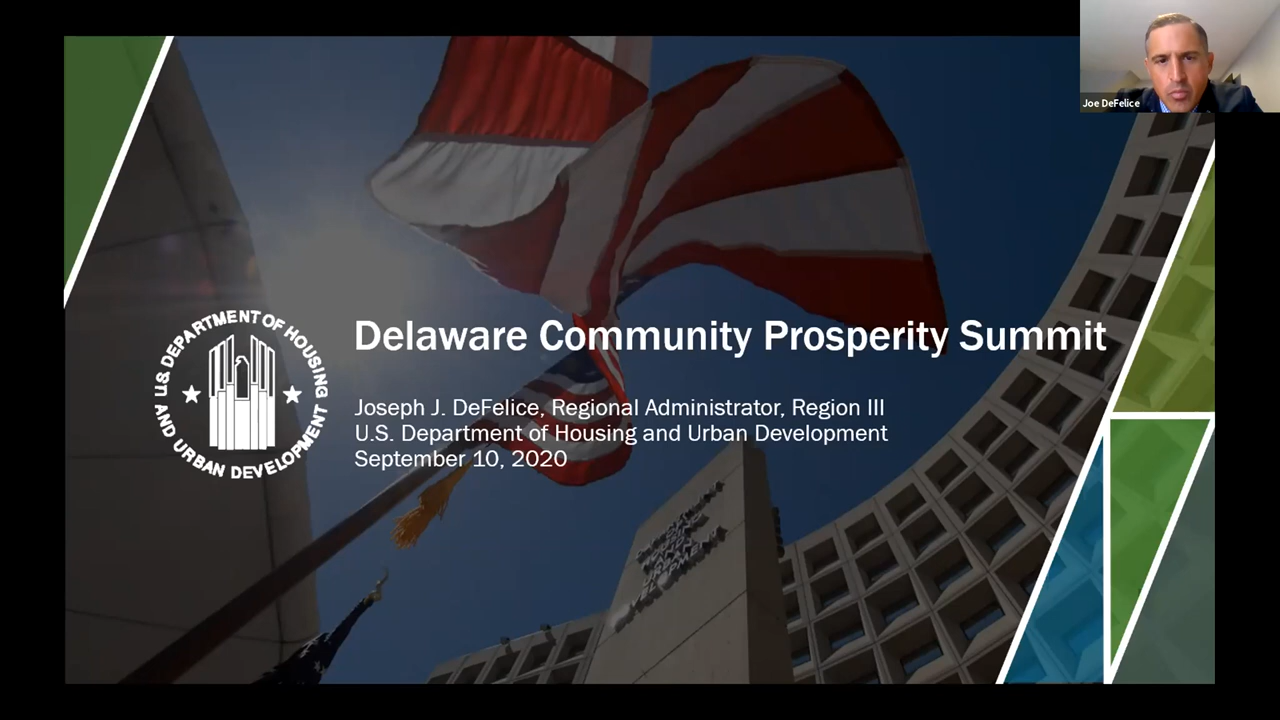 Joe DeFelice
U.S. DEPARTMENT OF HOUSING
AND URBAN DEVELOPMENT
Delaware Community Prosperity Summit
Joseph J. DeFelice, Regional Administrator, Region III
U.S. Department of Housing and Urban Development
September 10, 2020